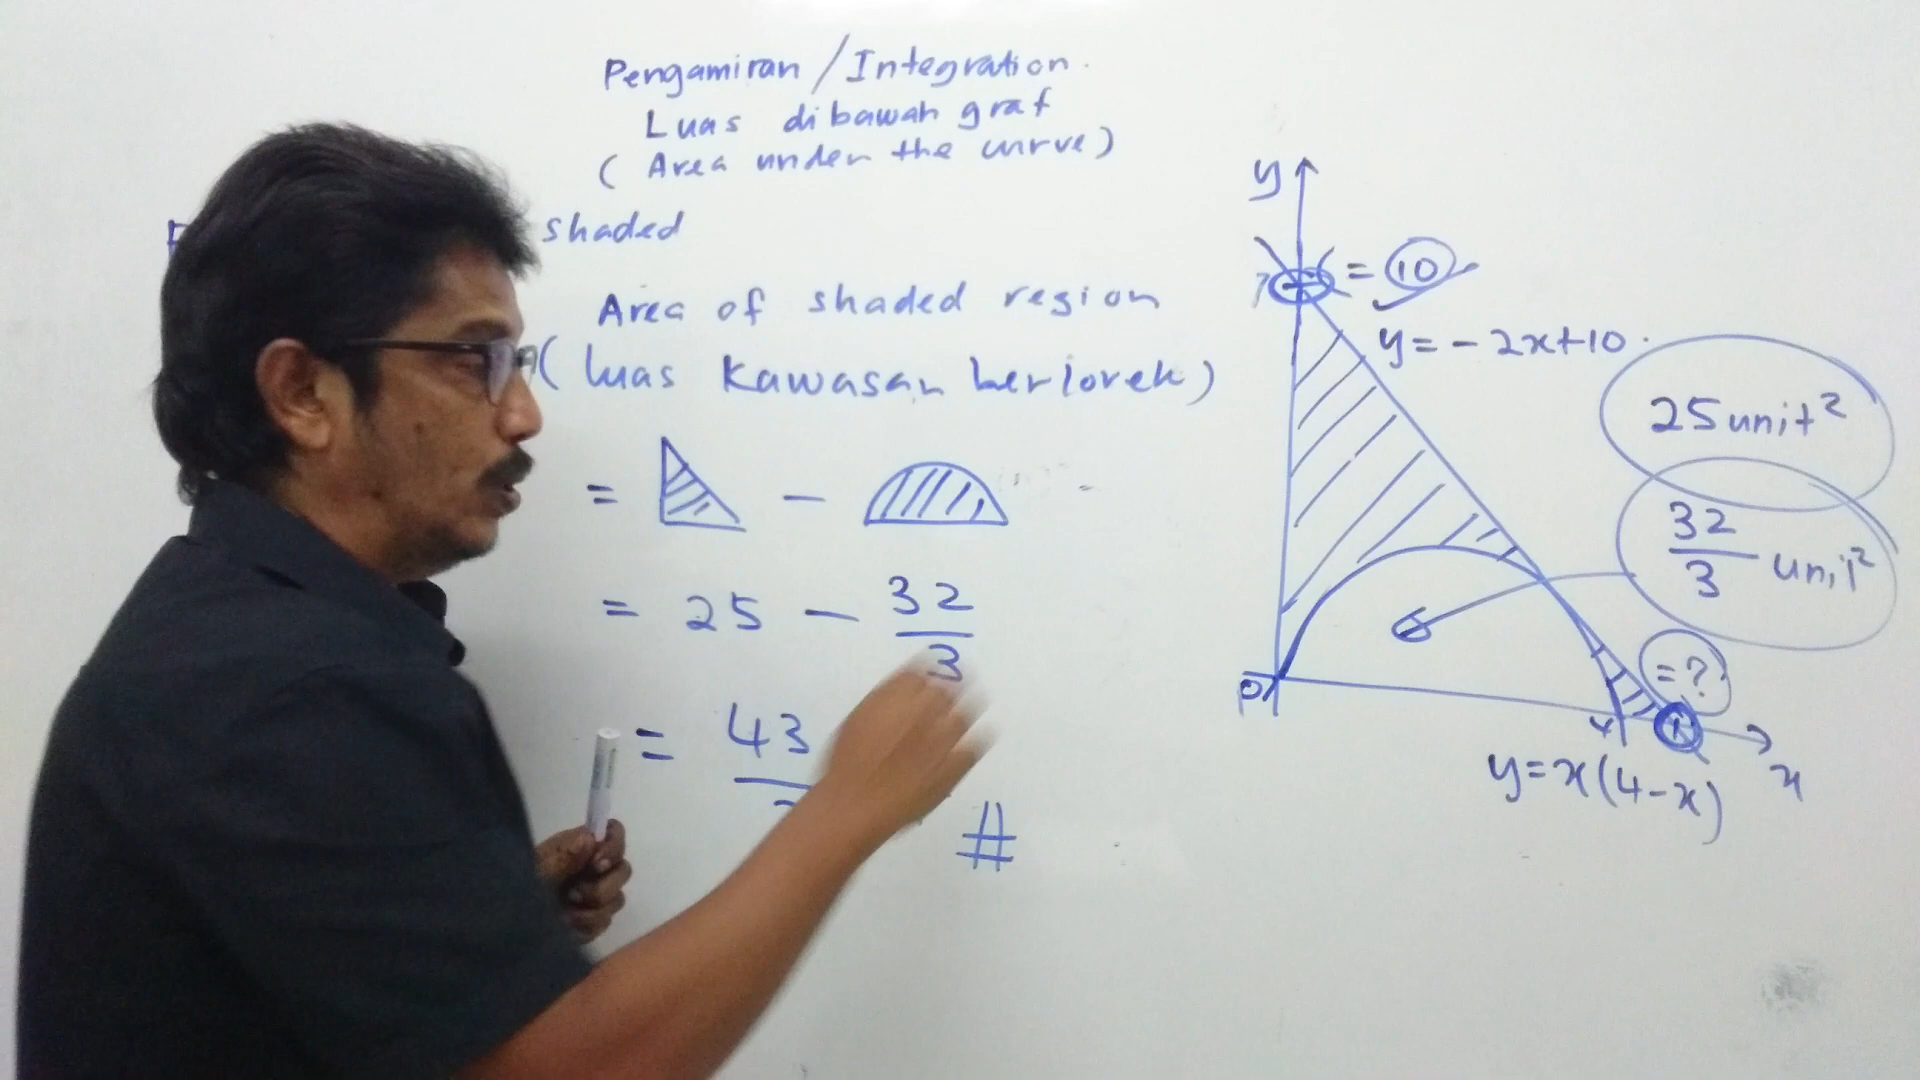 Pengamiran / Integration.
Luas dibawah graf
( Area under the curve )
shaded
Area of shaded region
( luas kawasan berlorek )
= −
= 25 − 32/3
= 43
#
y
= 10
y = - 2x+10.
25 unit²
32/3 unit²
= ?
0
x
y=x(4-x)